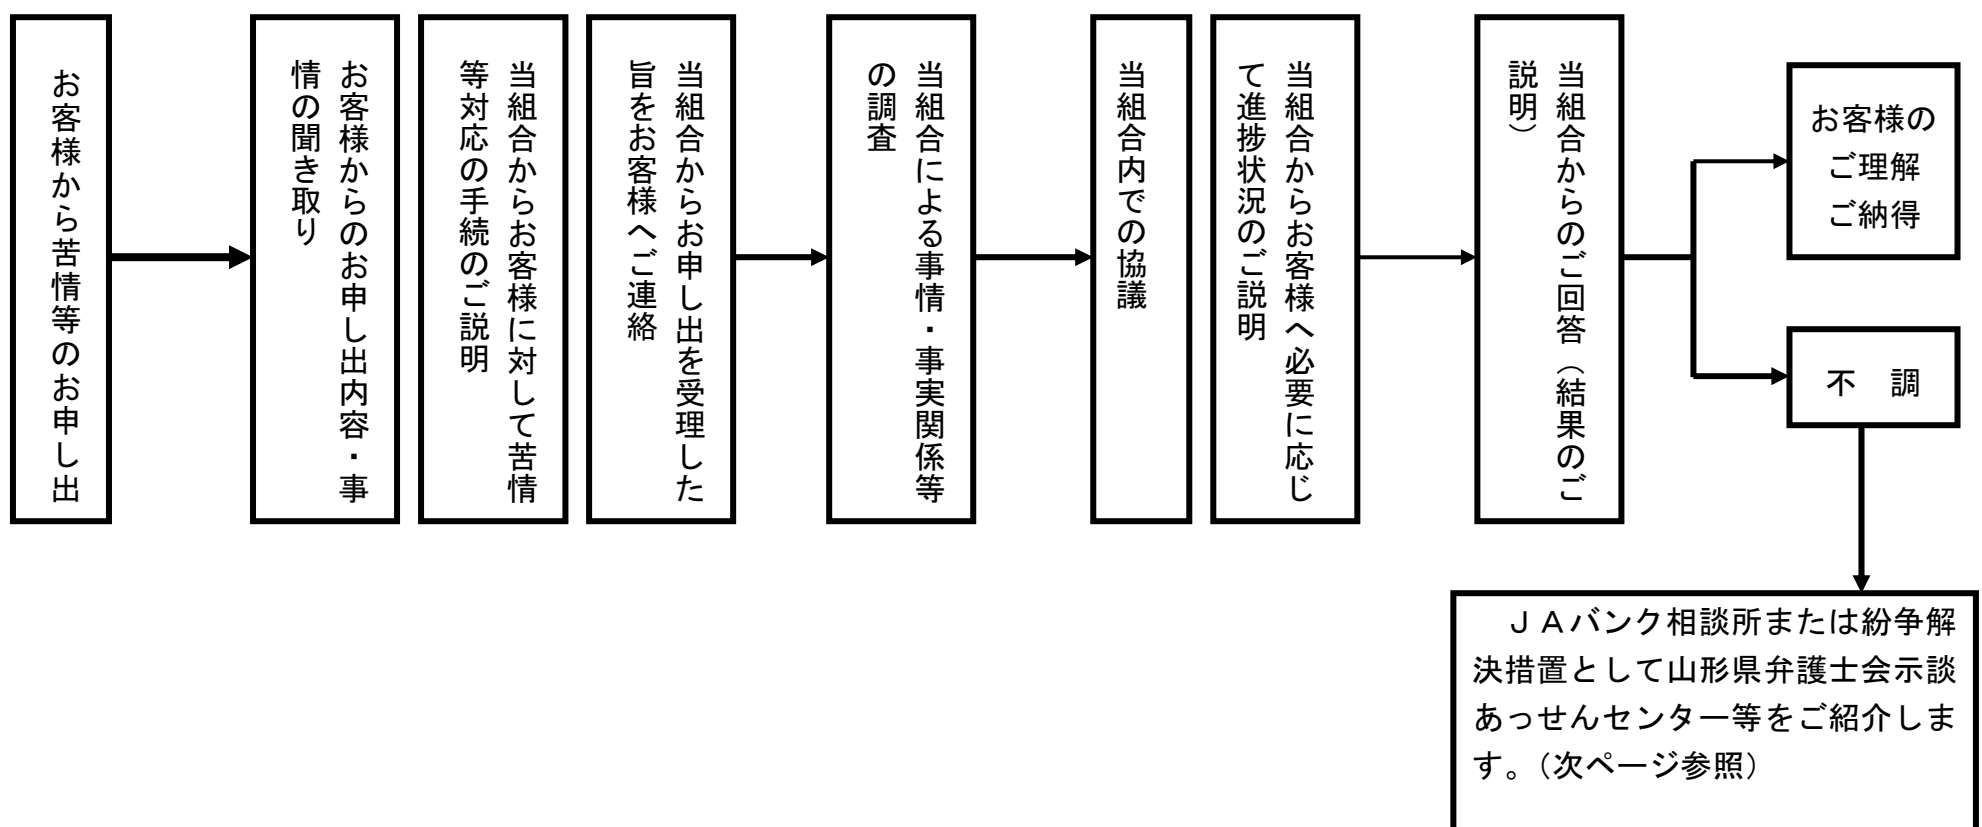 お客様から苦情等のお申し出
お客様からのお申し出内容・事
情の聞き取り
当組合からお客様に対して苦情
等対応の手続のご説明
当組合からお申し出を受理した
旨をお客様へご連絡
当組合による事情・事実関係等
の調査
当組合内での協議
当組合からお客様へ必要に応じ
て進捗状況のご説明
当組合からのご回答（結果のご
説明）
お客様の
ご理解
ご納得
不　調
ＪＡバンク相談所または紛争解
決措置として山形県弁護士会示談
あっせんセンター等をご紹介しま
す。（次ページ参照）